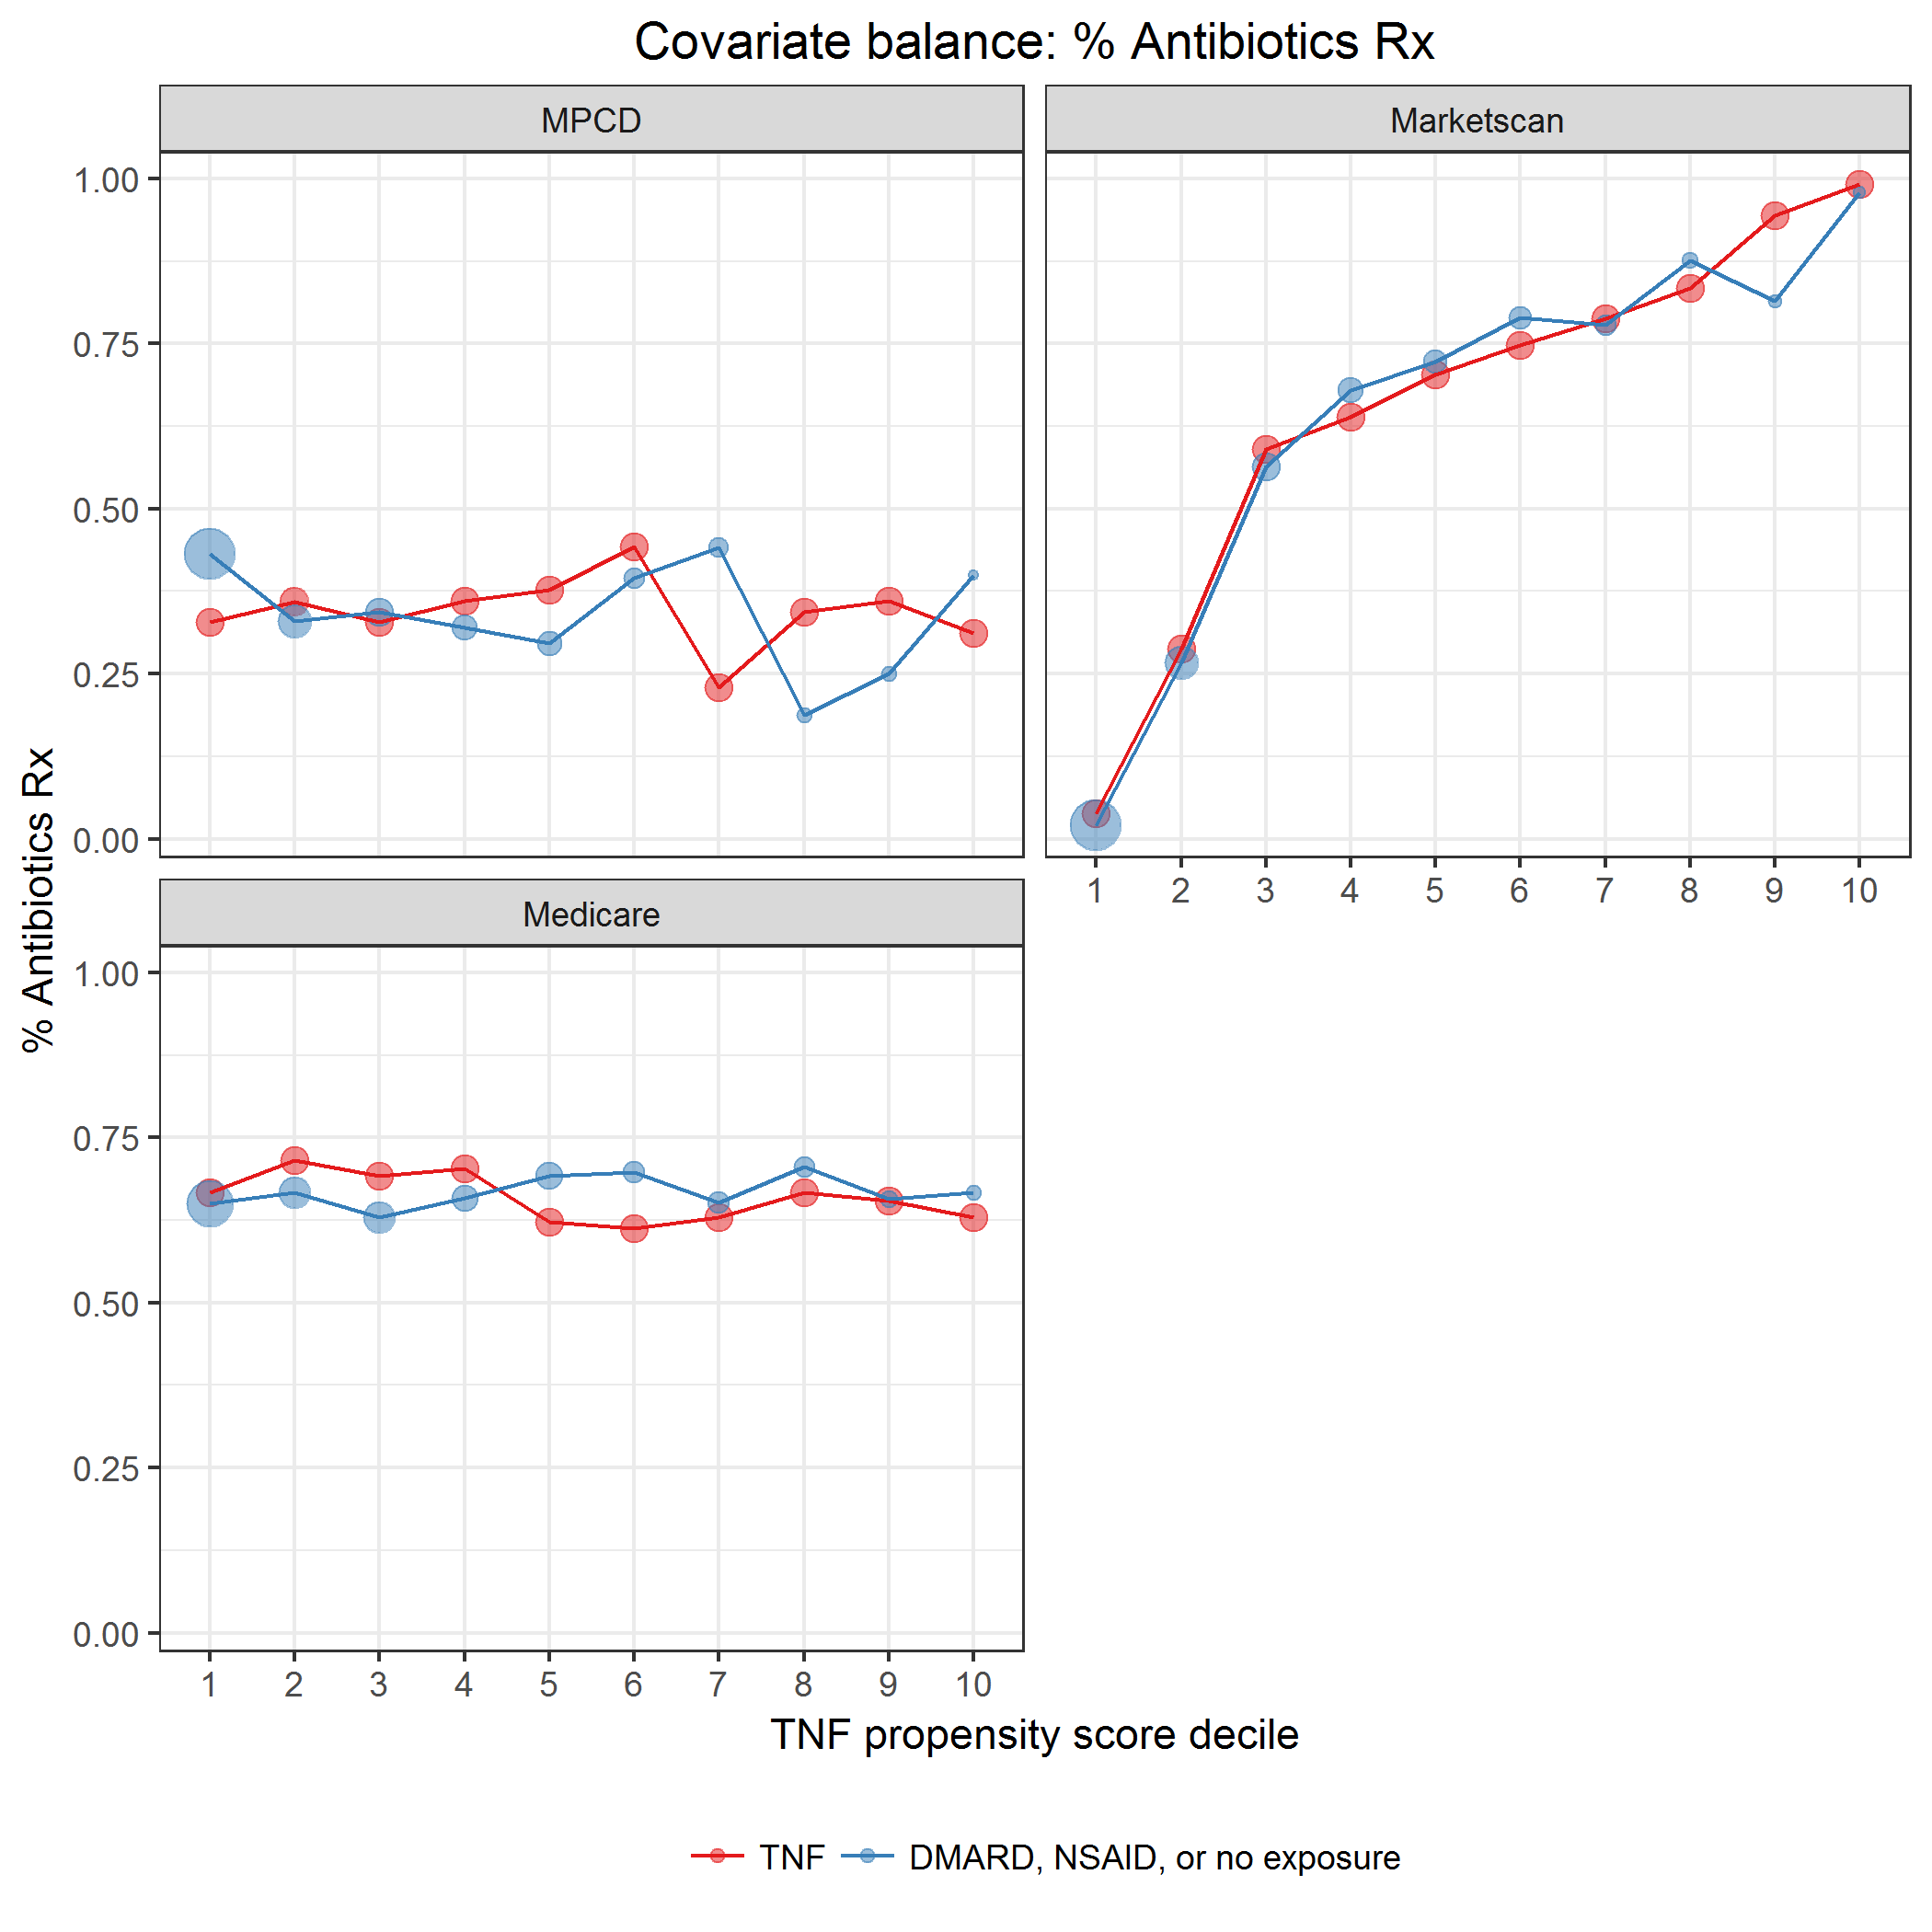 Covariate balance: % Antibiotics Rx
MPCD
Marketscan
1.00
0.75
0.50
0.25
0.00
1 2 3 4 5 6 7 8 9 10
Medicare
1.00
0.75
0.50
0.25
0.00
1 2 3 4 5 6 7 8 9 10
% Antibiotics Rx
TNF propensity score decile
TNF
DMARD, NSAID, or no exposure